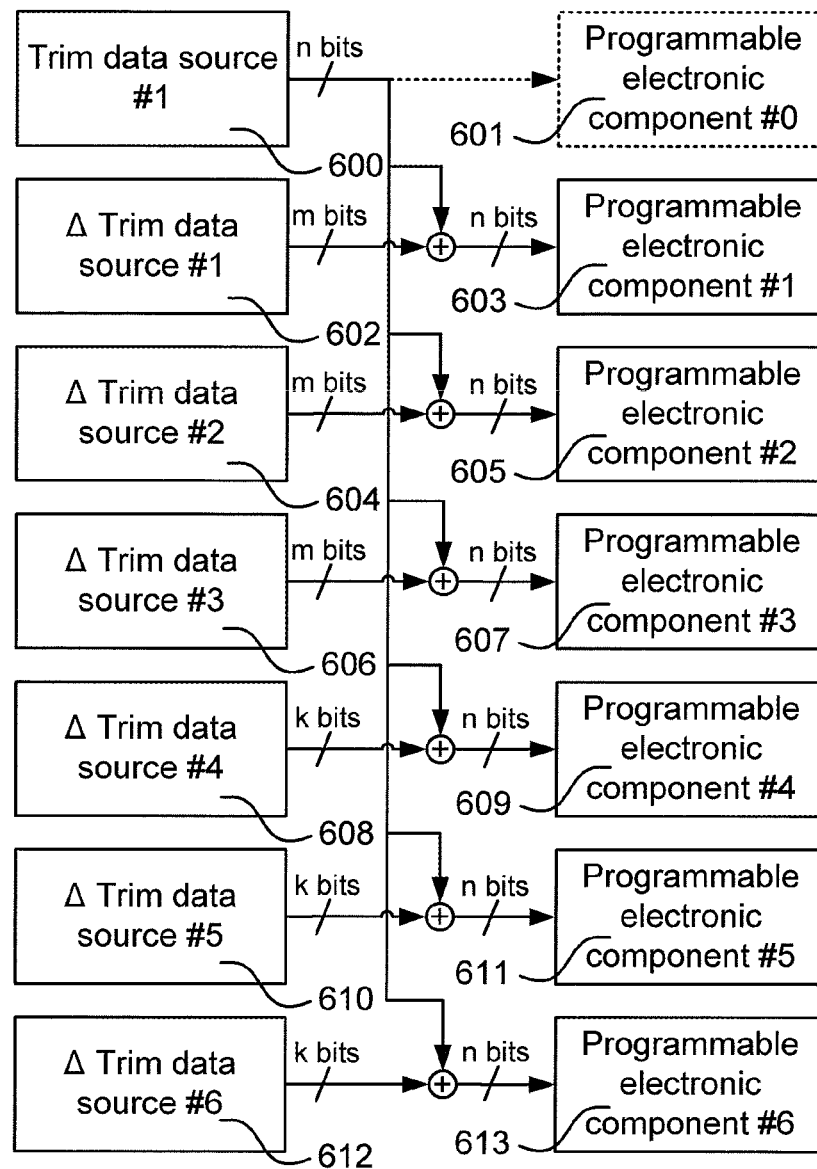 Trim data source
#1
n bits
Programmable
electronic
component #0
600
601
Δ Trim data
source #1
m bits
+
n bits
Programmable
electronic
component #1
602
603
Δ Trim data
source #2
m bits
+
n bits
Programmable
electronic
component #2
604
605
Δ Trim data
source #3
m bits
+
n bits
Programmable
electronic
component #3
606
607
Δ Trim data
source #4
k bits
+
n bits
Programmable
electronic
component #4
608
609
Δ Trim data
source #5
k bits
+
n bits
Programmable
electronic
component #5
610
611
Δ Trim data
source #6
k bits
+
n bits
Programmable
electronic
component #6
612
613